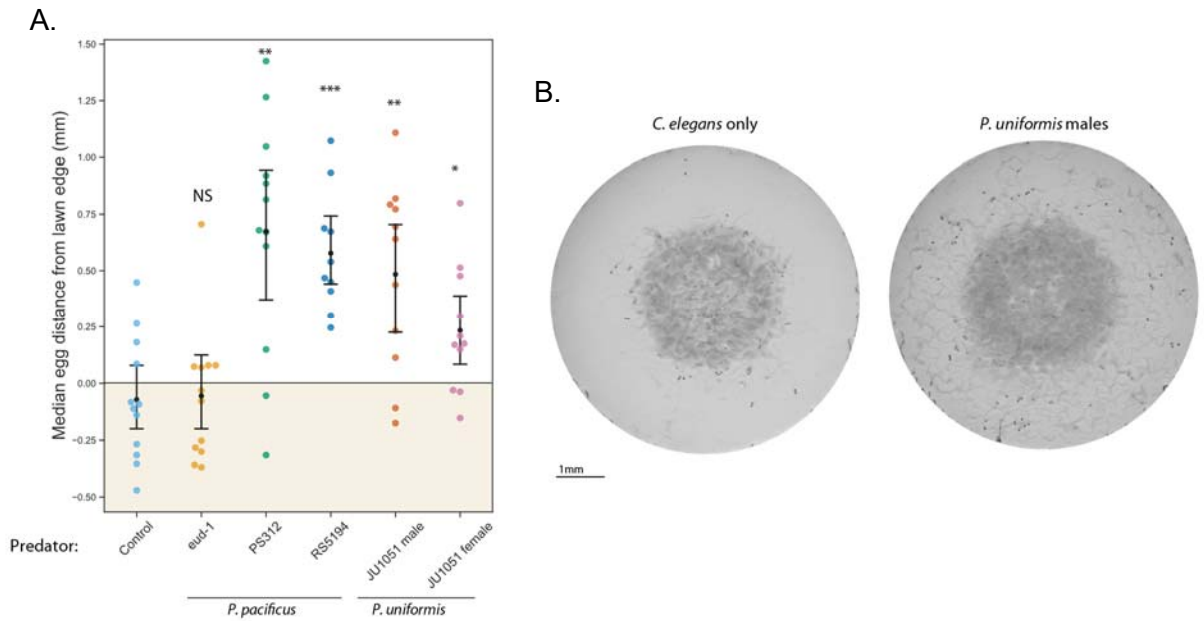 A.
Median egg distance from lawn edge (mm)
1.50
1.25
1.00
0.75
0.50
0.25
0.00
−0.25
−0.50
NS
**
***
**
*
Predator:
Control
eud-1
PS312
RS5194
JU1051 male
JU1051 female
P. pacificus
P. uniformis
B.
C. elegans only
P. uniformis males
1mm